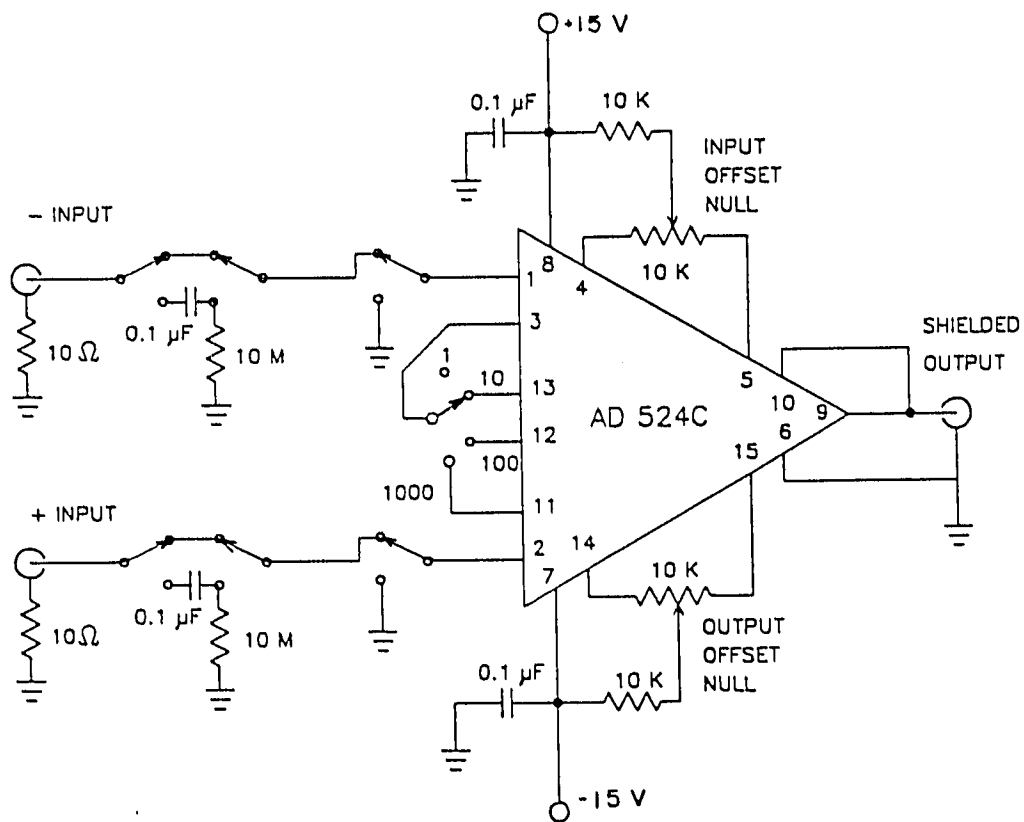 +15 V
0.1 µF
10 K
INPUT
OFFSET
NULL
- INPUT
10 K
8
4
1
0.1 µF
3
10 Ω
10 M
SHIELDED
OUTPUT
1
5
10
13
10
9
AD 524C
6
12
100
15
1000
11
+ INPUT
2
14
7
10 K
0.1 µF
10 Ω
10 M
OUTPUT
OFFSET
NULL
0.1 µF
10 K
-15 V